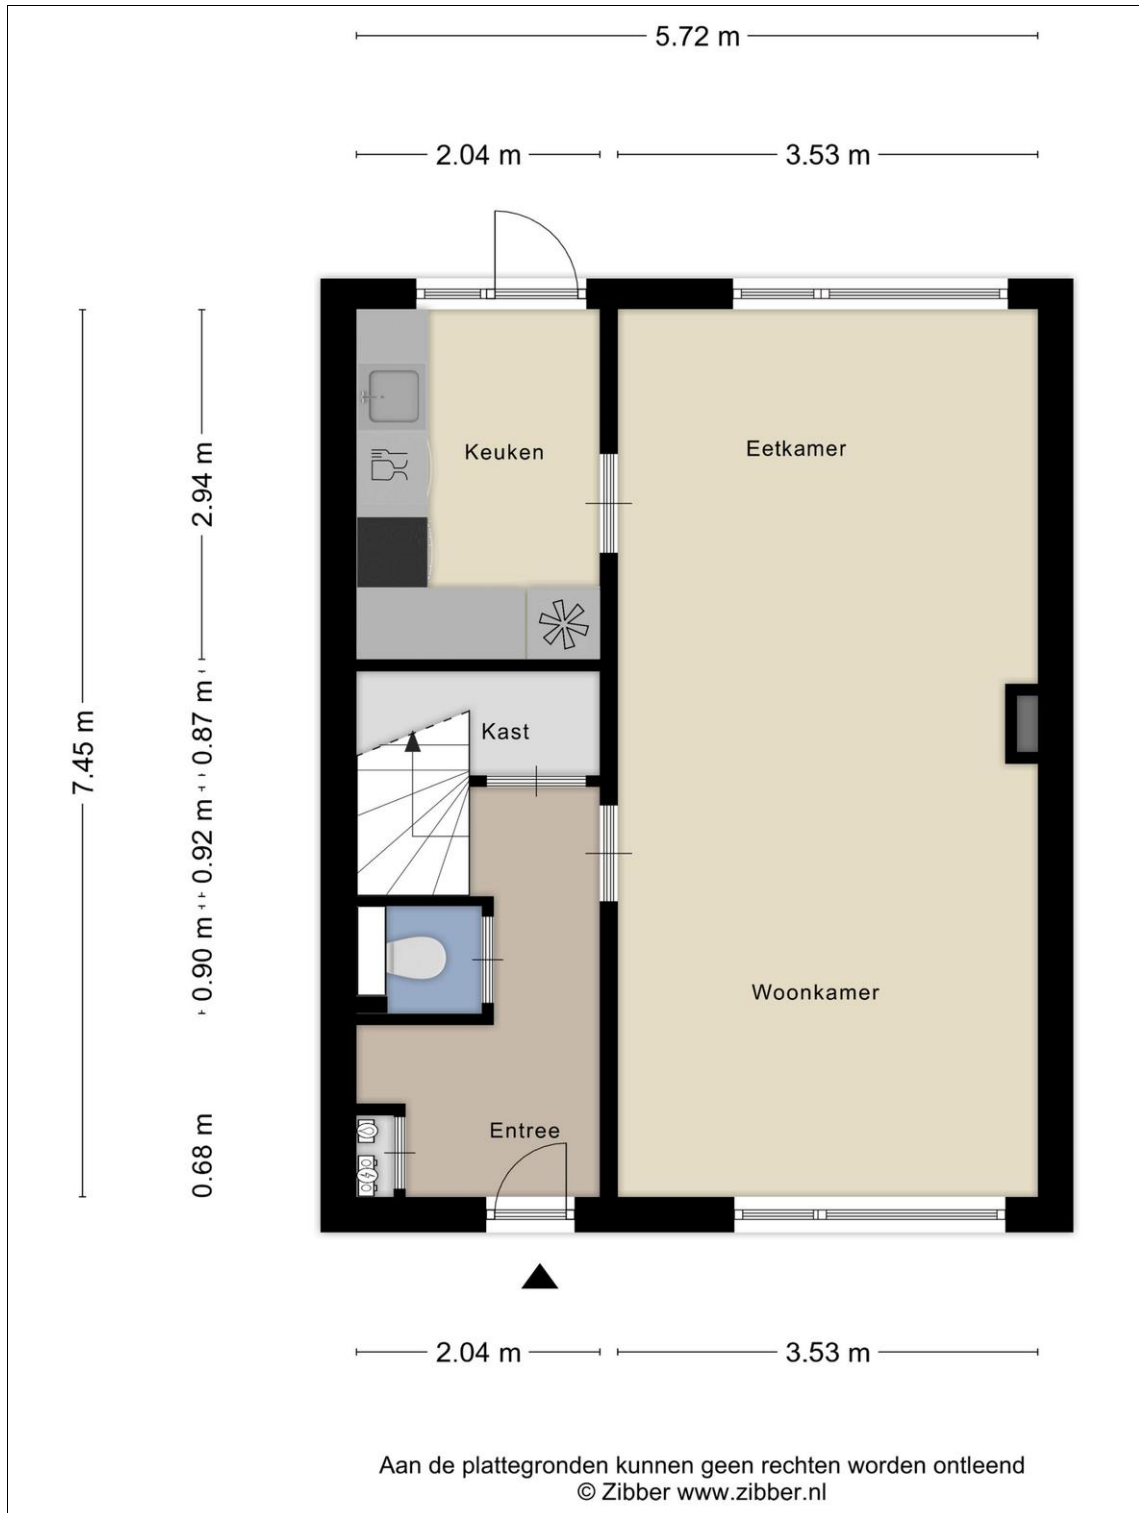 5.72 m
2.04 m
3.53 m
Keuken
Eetkamer
2.94 m
7.45 m
0.87 m
Kast
0.92 m
0.90 m
Woonkamer
0.68 m
Entree
2.04 m
3.53 m
Aan de plattegronden kunnen geen rechten worden ontleend
© Zibber www.zibber.nl